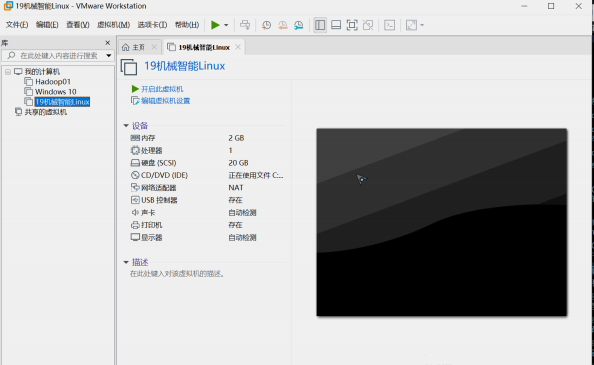 19机械智能Linux - VMware Workstation
文件(F) 编辑(E) 查看(V) 虚拟机(M) 选项卡(T) 帮助(H)
库
在此处键入内容进行搜索
我的计算机
Hadoop01
Windows 10
19机械智能Linux
共享的虚拟机
主页
19机械智能Linux
19机械智能Linux
开启此虚拟机
编辑虚拟机设置
设备
内存 2 GB
处理器 1
硬盘 (SCSI) 20 GB
CD/DVD (IDE) 正在使用文件 C:...
网络适配器 NAT
USB 控制器 存在
声卡 自动检测
打印机 存在
显示器 自动检测
描述
在此处键入对该虚拟机的描述。